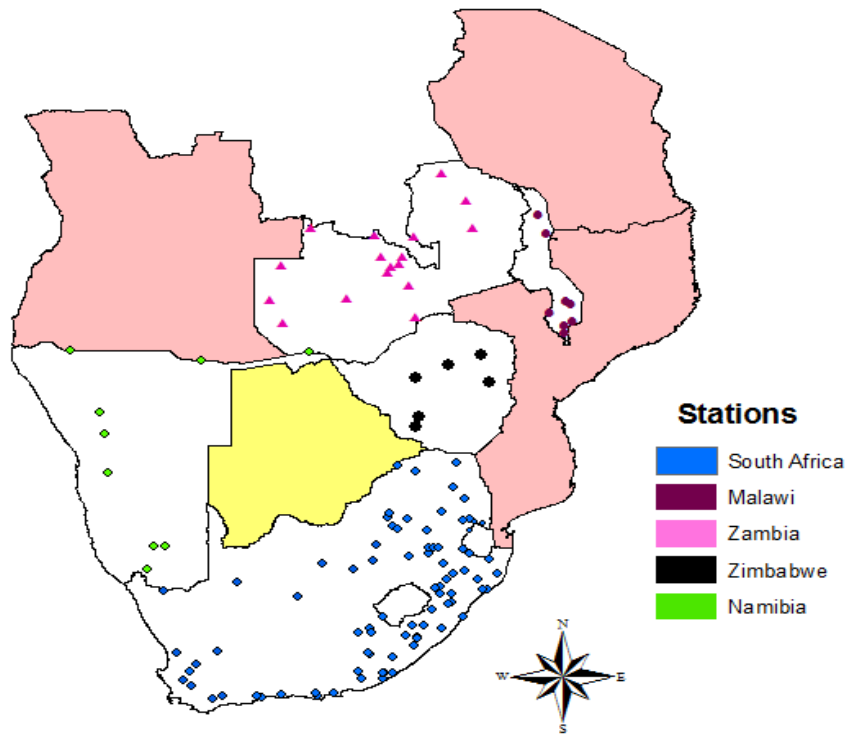 Stations
South Africa
Malawi
Zambia
Zimbabwe
Namibia
N
W E
S